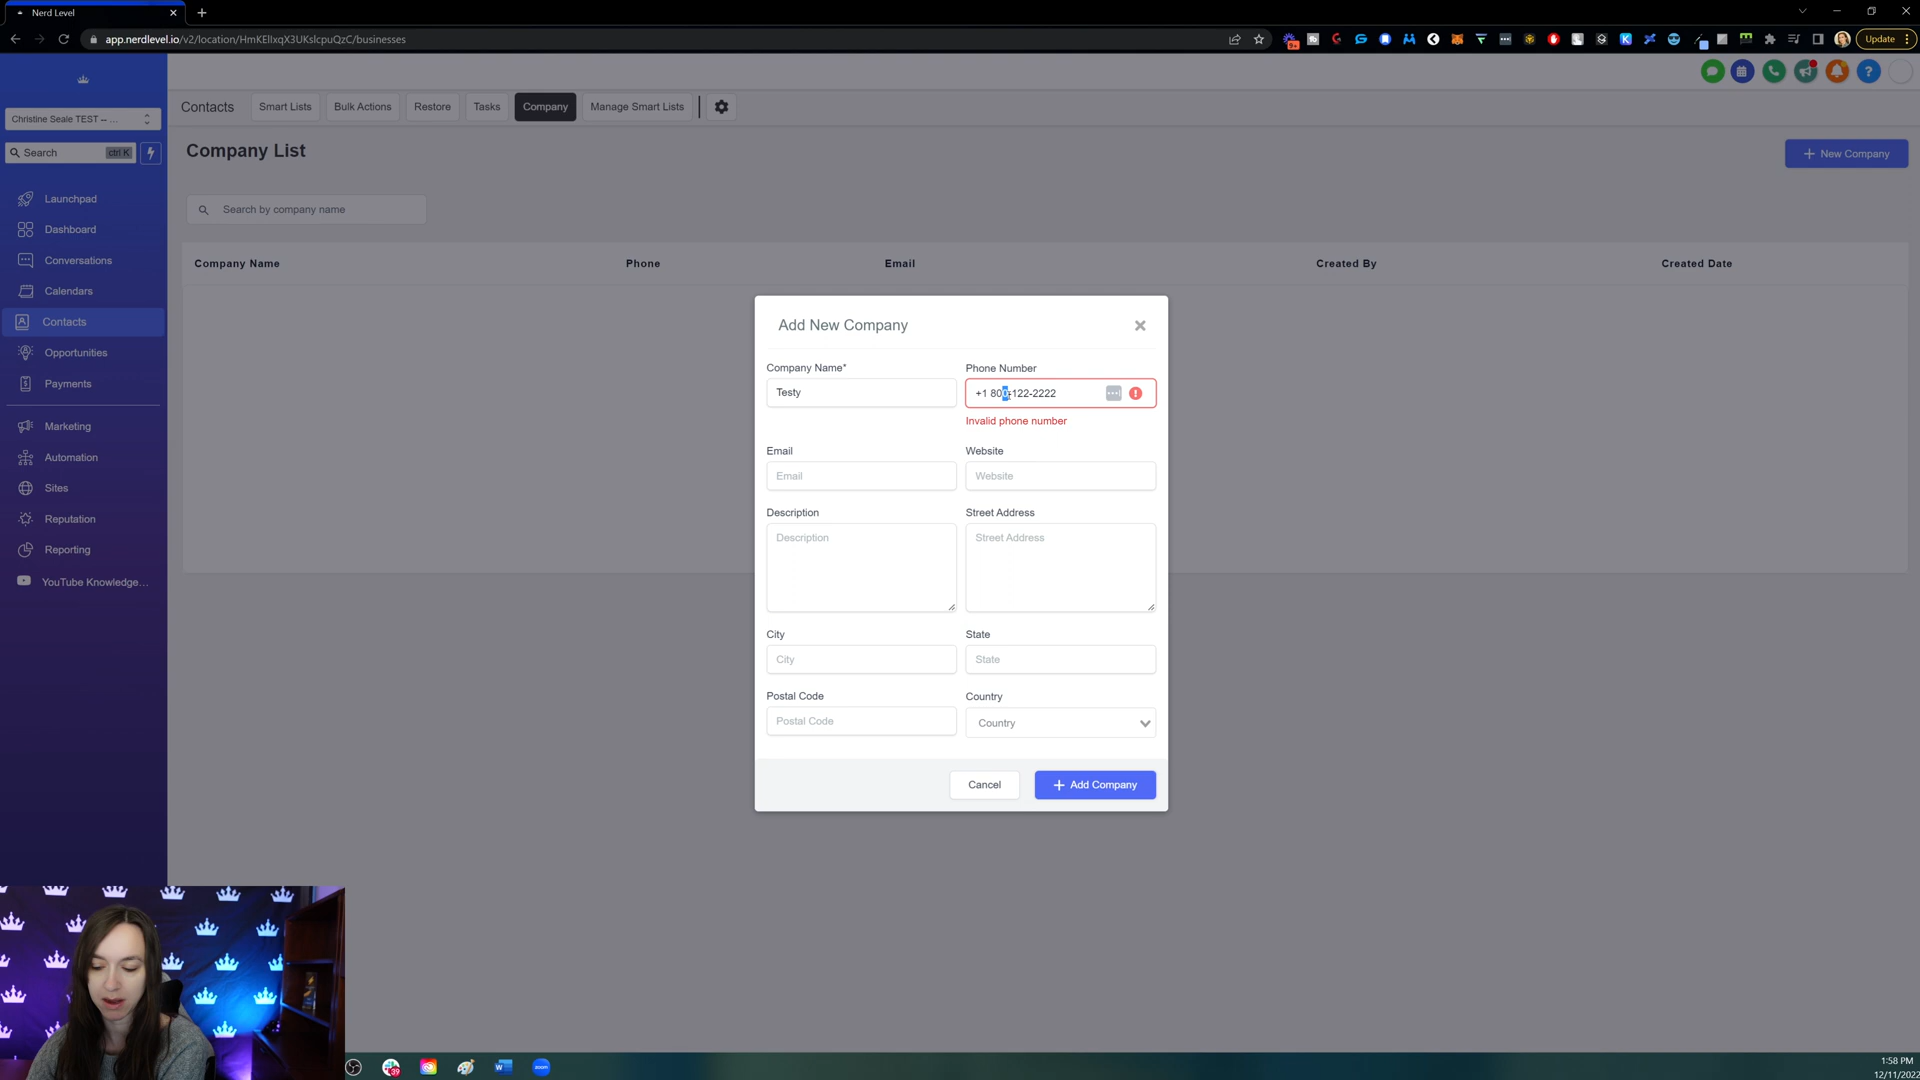 Nerd Level
app.nerdlevel.io/v2/location/HmKEllxqX3UKslcpuQzC/businesses
9+
Update
Christine Seale TEST -- ...
Search
ctrl K
Launchpad
Dashboard
Conversations
Calendars
Contacts
Opportunities
Payments
Marketing
Automation
Sites
Reputation
Reporting
YouTube Knowledge...
Contacts
Smart Lists
Bulk Actions
Restore
Tasks
Company
Manage Smart Lists
Company List
New Company
Search by company name
Company Name
Phone
Email
Created By
Created Date
Add New Company
Company Name*
Phone Number
Testy
+1 800-122-2222
Invalid phone number
Email
Website
Email
Website
Description
Street Address
Description
Street Address
City
State
City
State
Postal Code
Country
Postal Code
Country
Cancel
Add Company
39
W
zoom
1:58 PM
12/11/2022